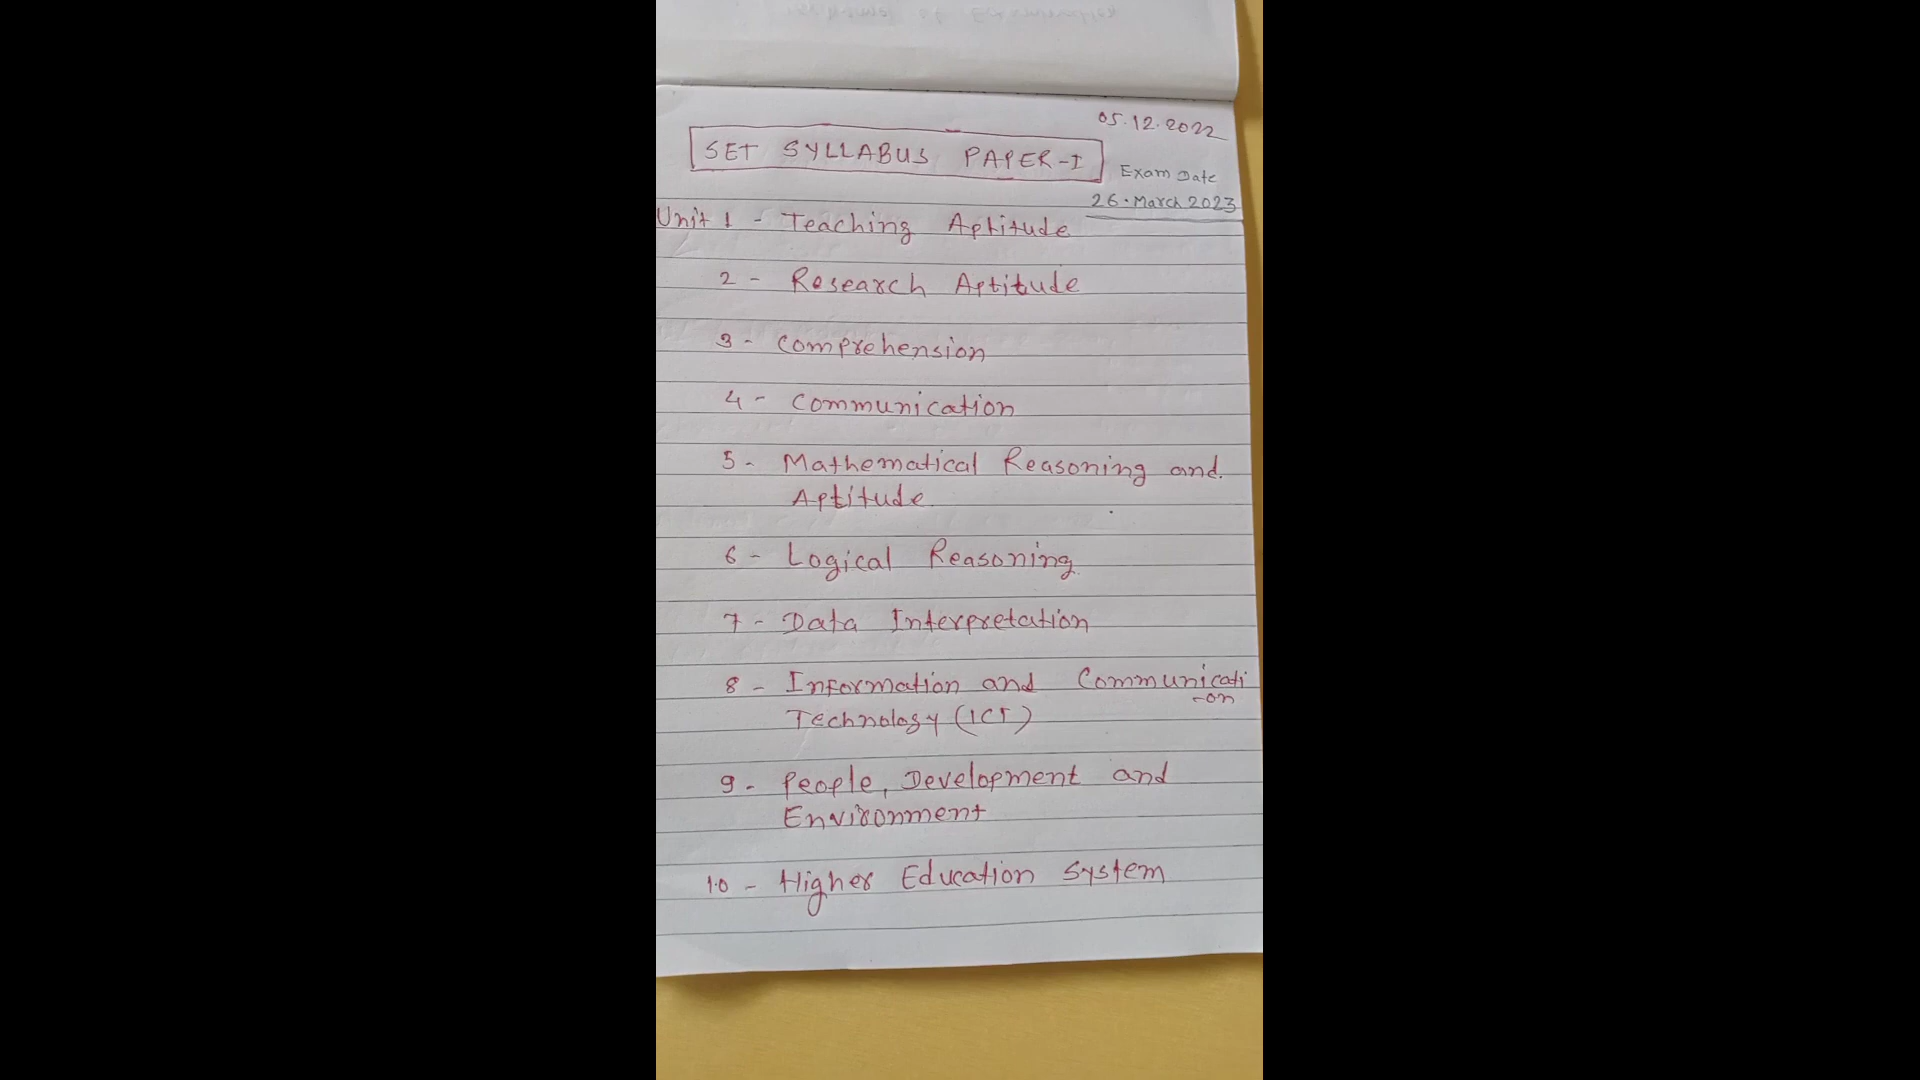 05.12.2022
SET SYLLABUS PAPER-I
Exam Date
26.March 2023
Unit 1 - Teaching Aptitude
2 - Research Aptitude
3 - Comprehension
4 - Communication
5 - Mathematical Reasoning and
Aptitude
6 - Logical Reasoning
7 - Data Interpretation
8 - Information and Communicati
-on
Technology (ICT)
9 - People, Development and
Environment
10 - Higher Education System